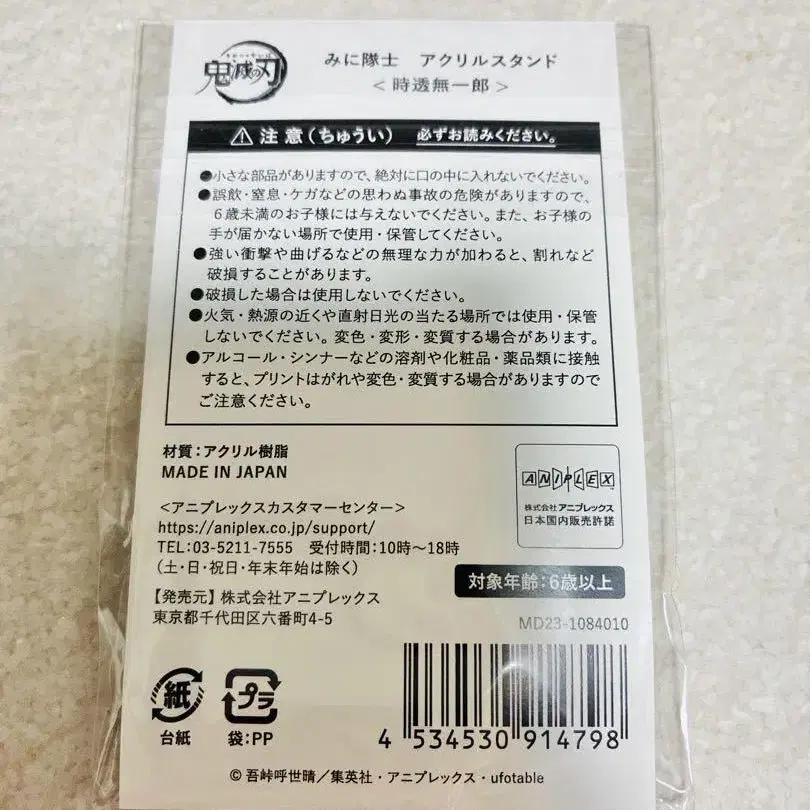 鬼滅の刃
みに隊士 アクリルスタンド
＜時透無一郎＞
⚠注意（ちゅうい） 必ずお読みください。
●小さな部品がありますので、絶対に口の中に入れないでください。
●誤飲・窒息・ケガなどの思わぬ事故の危険がありますので、
6歳未満のお子様には与えないでください。また、お子様の
手が届かない場所で使用・保管してください。
●強い衝撃や曲げるなどの無理な力が加わると、割れなど
破損することがあります。
●破損した場合は使用しないでください。
●火気・熱源の近くや直射日光の当たる場所では使用・保管
しないでください。変色・変形・変質する場合があります。
●アルコール・シンナーなどの溶剤や化粧品・薬品類に接触
すると、プリントはがれや変色・変質する場合がありますので
ご注意ください。
材質：アクリル樹脂
MADE IN JAPAN
＜アニプレックスカスタマーセンター＞
https://aniplex.co.jp/support/
TEL：03-5211-7555 受付時間：10時〜18時
（土・日・祝日・年末年始は除く）
【発売元】株式会社アニプレックス
東京都千代田区六番町4-5
ANIPLEX
株式会社アニプレックス
日本国内販売許諾
対象年齢：6歳以上
MD23-1084010
紙
台紙
プラ
袋：PP
4 534530 914798
© 吾峠呼世晴／集英社・アニプレックス・ufotable